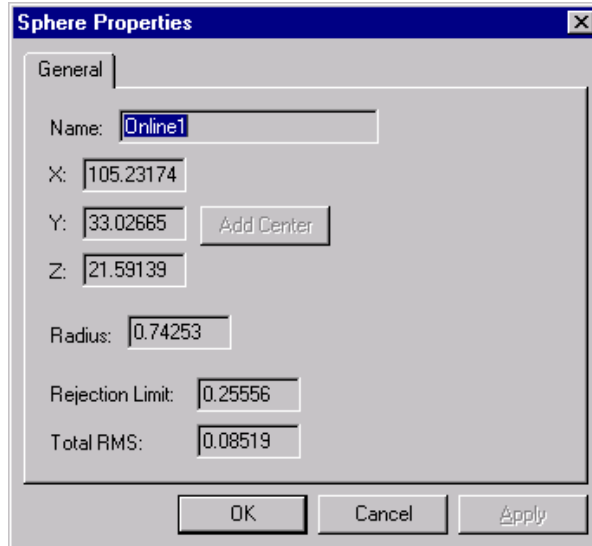 Sphere Properties
General
Name: Online1
X: 105.23174
Y: 33.02665 Add Center
Z: 21.59139
Radius: 0.74253
Rejection Limit: 0.25556
Total RMS: 0.08519
OK Cancel Apply